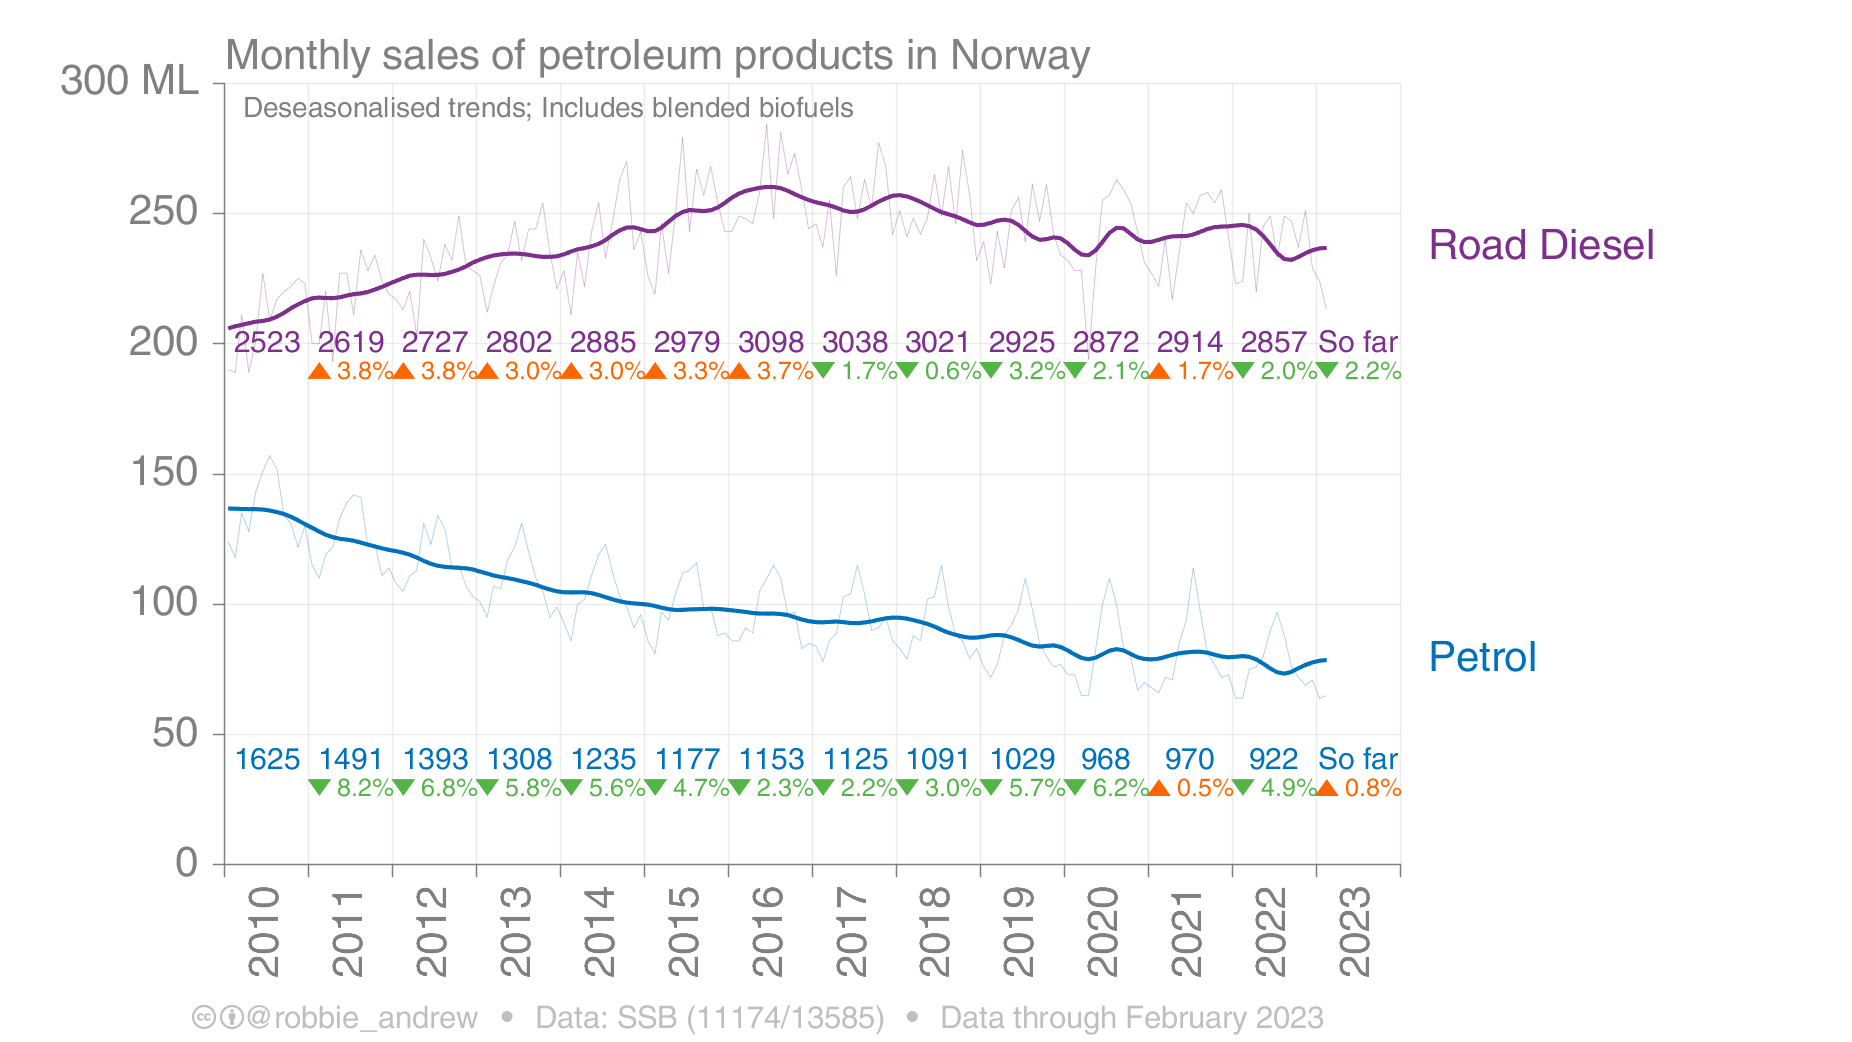 Monthly sales of petroleum products in Norway
300 ML
Deseasonalised trends; Includes blended biofuels
250
Road Diesel
200
2523 2619 2727 2802 2885 2979 3098 3038 3021 2925 2872 2914 2857 So far
▲ 3.8% ▲ 3.8% ▲ 3.0% ▲ 3.0% ▲ 3.3% ▲ 3.7% ▼ 1.7% ▼ 0.6% ▼ 3.2% ▼ 2.1% ▲ 1.7% ▼ 2.0% ▼ 2.2%
150
100
Petrol
50
1625 1491 1393 1308 1235 1177 1153 1125 1091 1029 968 970 922 So far
▼ 8.2% ▼ 6.8% ▼ 5.8% ▼ 5.6% ▼ 4.7% ▼ 2.3% ▼ 2.2% ▼ 3.0% ▼ 5.7% ▼ 6.2% ▲ 0.5% ▼ 4.9% ▲ 0.8%
0
2010 2011 2012 2013 2014 2015 2016 2017 2018 2019 2020 2021 2022 2023
cc @robbie_andrew • Data: SSB (11174/13585) • Data through February 2023